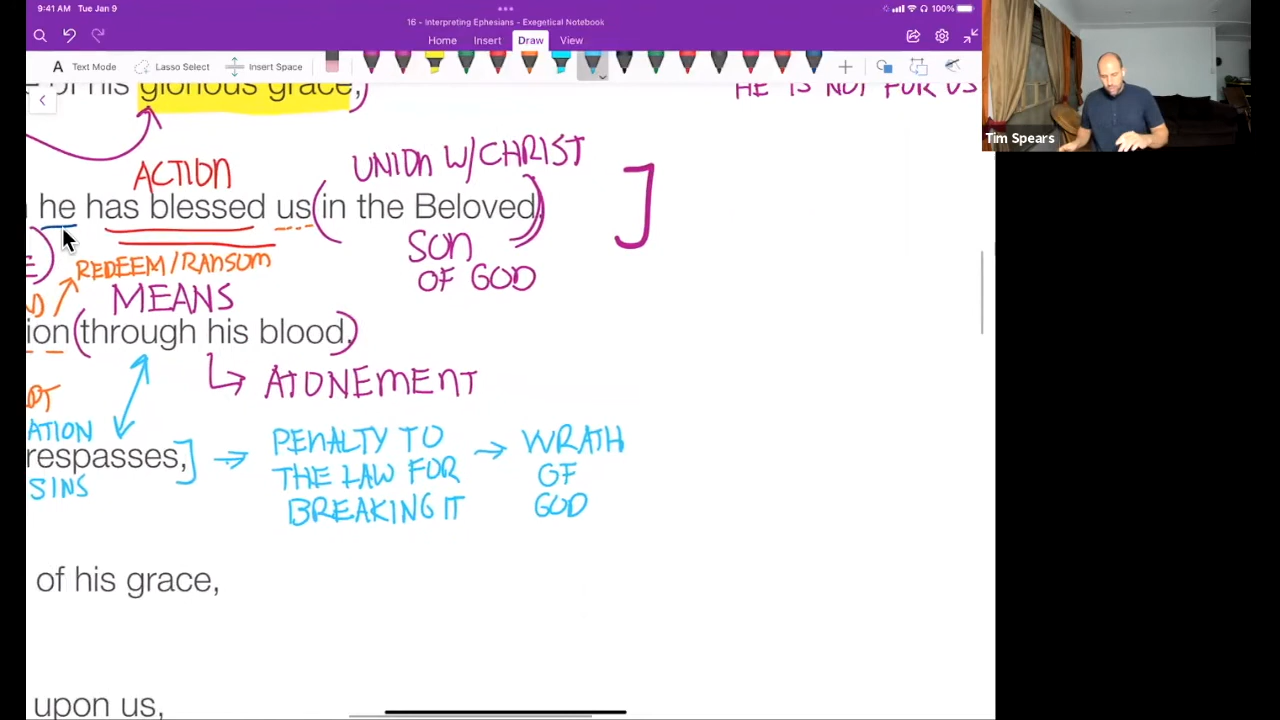 9:41 AM Tue Jan 9
100%
16 - Interpreting Ephesians - Exegetical Notebook
Home Insert Draw View
A Text Mode Lasso Select Insert Space
of his glorious grace,)
HE IS NOT FOR US
Tim Spears
UNION W/CHRIST
ACTION
he has blessed us (in the Beloved))
SON
OF GOD
REDEEM/RANSOM
MEANS
ion (through his blood,)
ATONEMENT
ATION
PENALTY TO
THE LAW FOR
BREAKING IT
WRATH
OF
GOD
respasses,]
SINS
of his grace,
upon us,